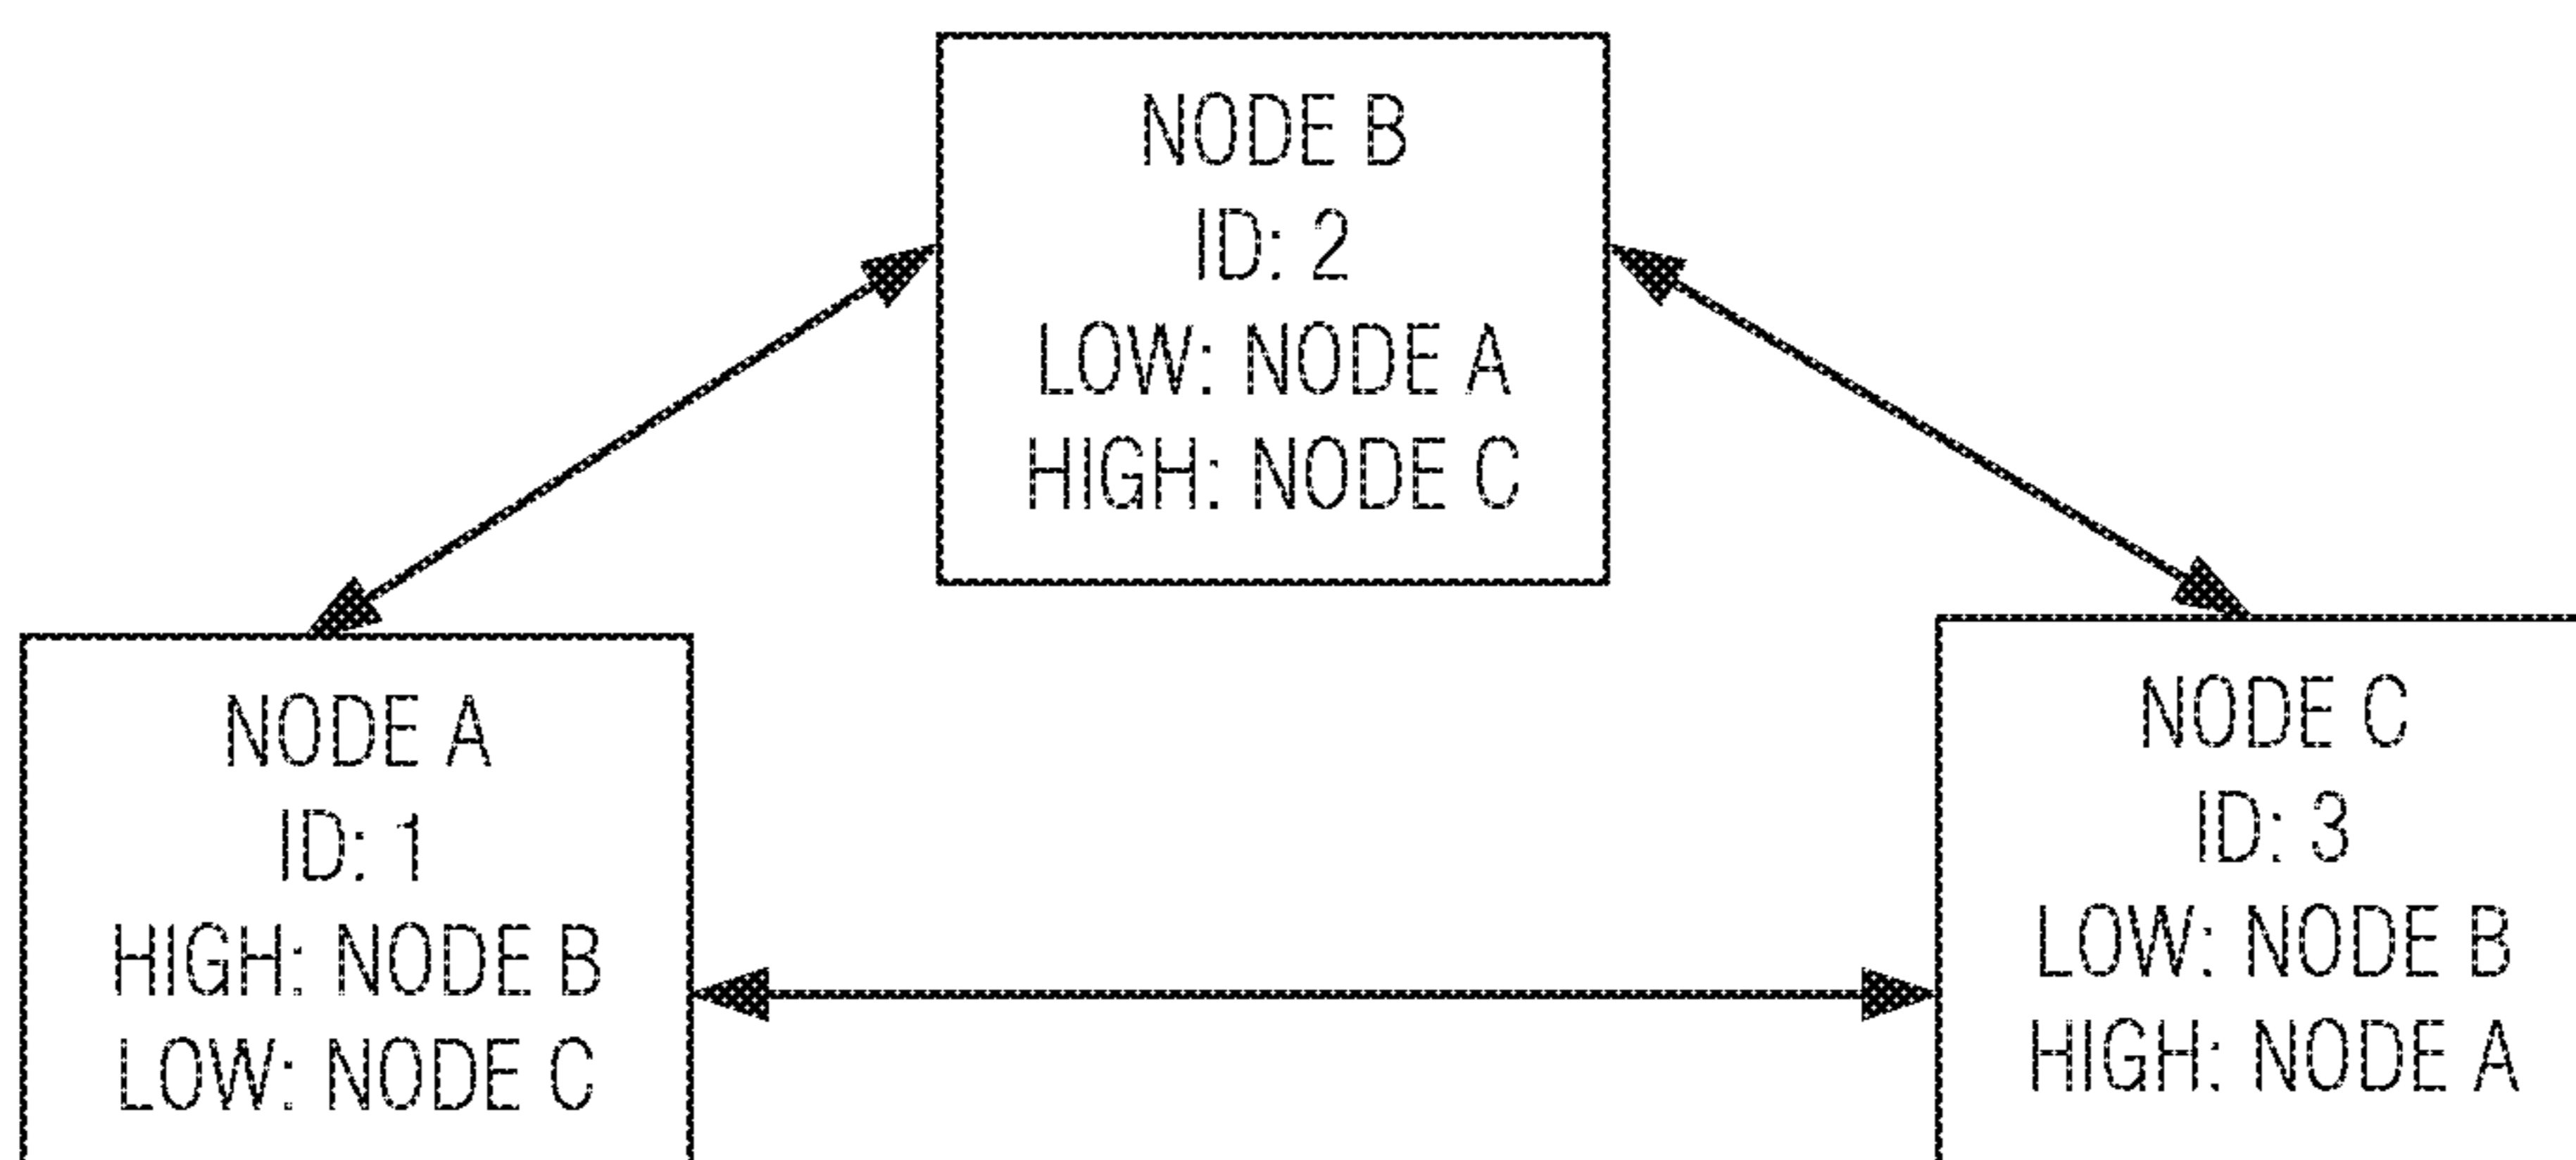 NODE B
ID: 2
LOW: NODE A
HIGH: NODE C
NODE A
ID: 1
HIGH: NODE B
LOW: NODE C
NODE C
ID: 3
LOW: NODE B
HIGH: NODE A